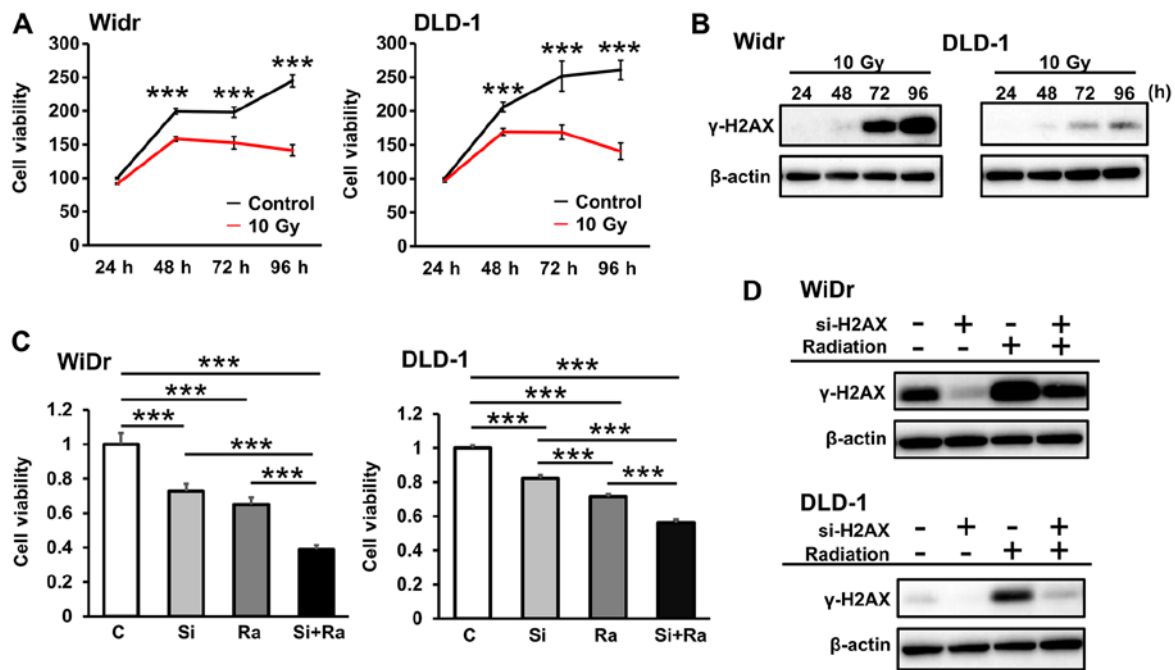 A
Widr
DLD-1
300
250
200
150
100
50
0
Cell viability
***
***
***
Control
10 Gy
24 h 48 h 72 h 96 h
300
250
200
150
100
50
0
Cell viability
***
***
***
Control
10 Gy
24 h 48 h 72 h 96 h
B
Widr
DLD-1
10 Gy
10 Gy
24 48 72 96
24 48 72 96 (h)
γ-H2AX
β-actin
C
WiDr
***
***
***
***
***
1.2
1
0.8
0.6
0.4
0.2
0
Cell viability
C Si Ra Si+Ra
DLD-1
***
***
***
***
***
***
1.2
1
0.8
0.6
0.4
0.2
0
Cell viability
C Si Ra Si+Ra
D
WiDr
si-H2AX - + - +
Radiation - - + +
γ-H2AX
β-actin
DLD-1
si-H2AX - + - +
Radiation - - + +
γ-H2AX
β-actin